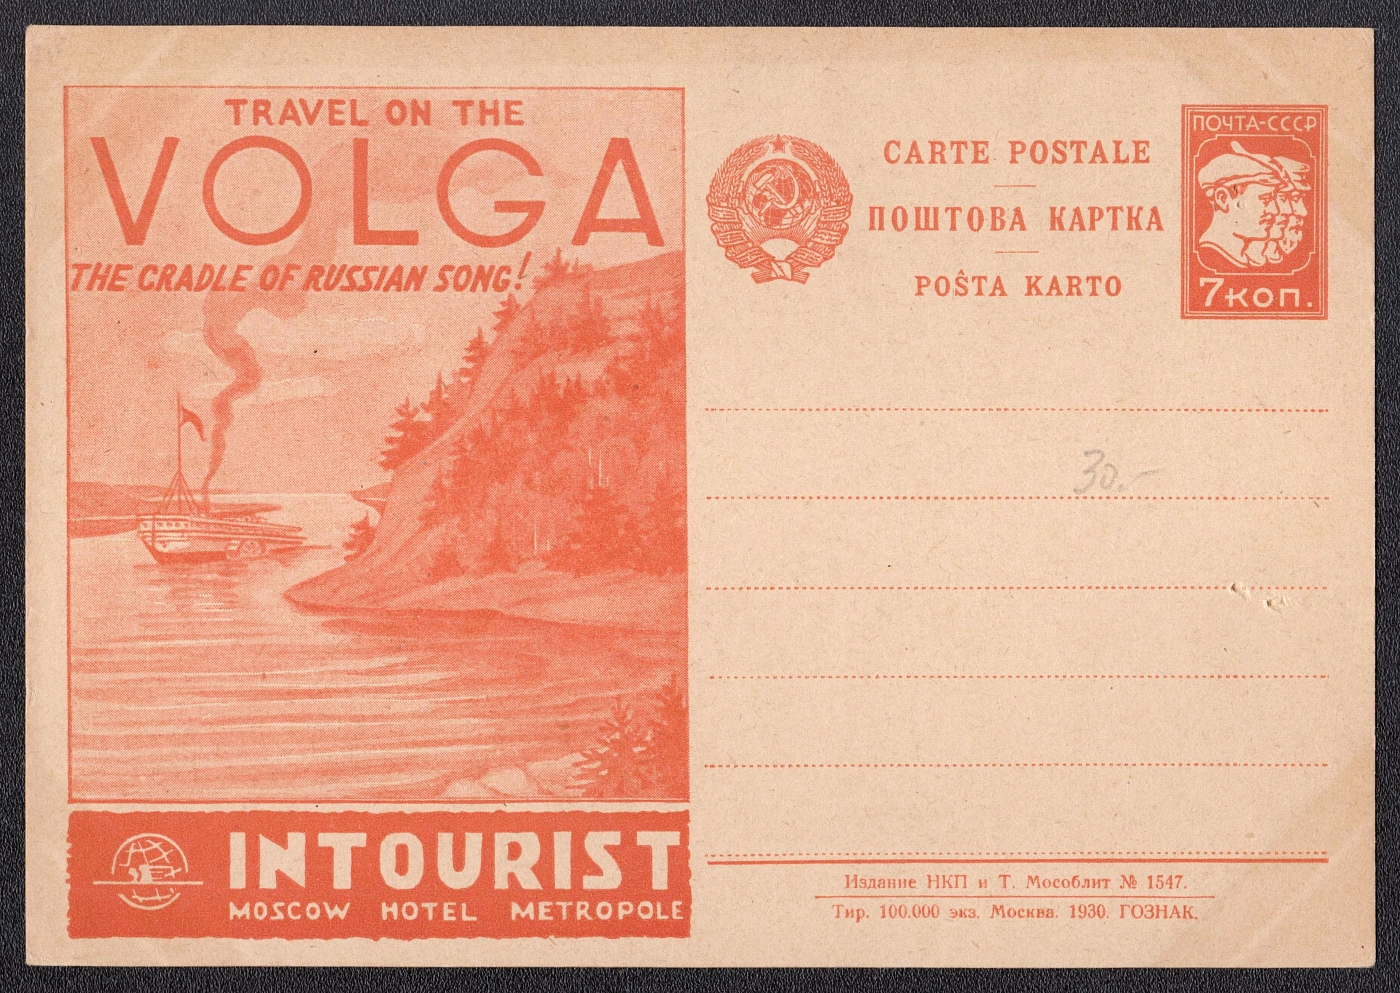 TRAVEL ON THE
VOLGA
THE CRADLE OF RUSSIAN SONG!
INTOURIST
MOSCOW HOTEL METROPOLE
CARTE POSTALE
ПОШТОВА КАРТКА
POŜTA KARTO
ПОЧТА-СССР
7 КОП.
30.-
Издание НКП и Т. Мособлит № 1547.
Тир. 100.000 экз. Москва. 1930. ГОЗНАК.